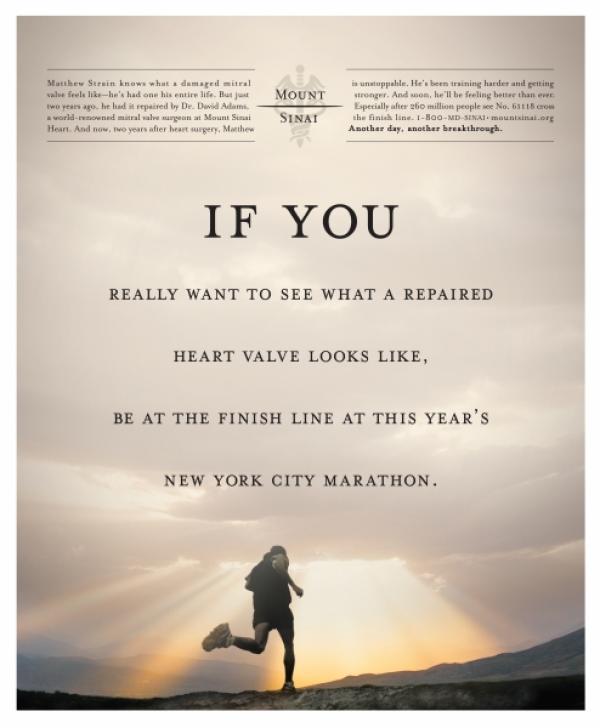 Matthew Strain knows what a damaged mitral
valve feels like—he's had one his entire life. But just
two years ago, he had it repaired by Dr. David Adams,
a world-renowned mitral valve surgeon at Mount Sinai
Heart. And now, two years after heart surgery, Matthew
MOUNT
SINAI
is unstoppable. He's been training harder and getting
stronger. And soon, he'll be feeling better than ever.
Especially after 260 million people see No. 61118 cross
the finish line. 1-800-MD-SINAI • mountsinai.org
Another day, another breakthrough.
IF YOU
REALLY WANT TO SEE WHAT A REPAIRED
HEART VALVE LOOKS LIKE,
BE AT THE FINISH LINE AT THIS YEAR'S
NEW YORK CITY MARATHON.